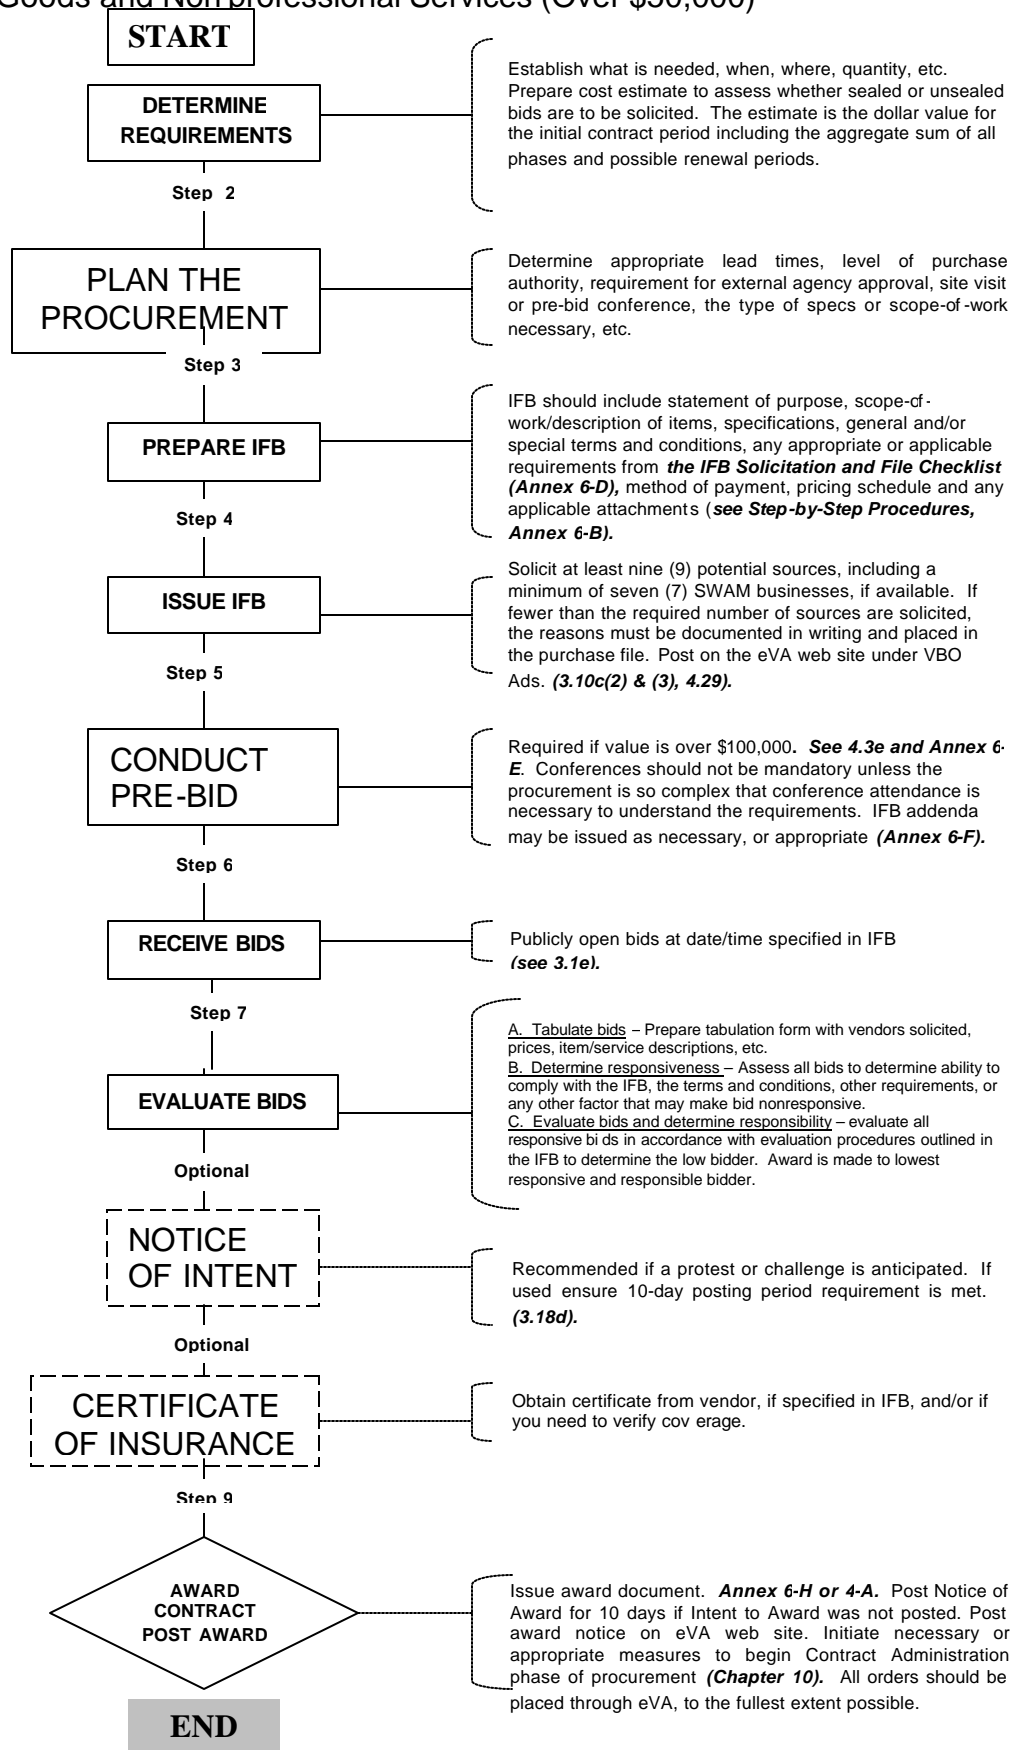 Goods and Nonprofessional Services (Over $50,000)
START
DETERMINE
REQUIREMENTS
Establish what is needed, when, where, quantity, etc.
Prepare cost estimate to assess whether sealed or unsealed
bids are to be solicited. The estimate is the dollar value for
the initial contract period including the aggregate sum of all
phases and possible renewal periods.
Step 2
PLAN THE
PROCUREMENT
Determine appropriate lead times, level of purchase
authority, requirement for external agency approval, site visit
or pre-bid conference, the type of specs or scope-of-work
necessary, etc.
Step 3
PREPARE IFB
IFB should include statement of purpose, scope-of-
work/description of items, specifications, general and/or
special terms and conditions, any appropriate or applicable
requirements from the IFB Solicitation and File Checklist
(Annex 6-D), method of payment, pricing schedule and any
applicable attachments (see Step-by-Step Procedures,
Annex 6-B).
Step 4
ISSUE IFB
Solicit at least nine (9) potential sources, including a
minimum of seven (7) SWAM businesses, if available. If
fewer than the required number of sources are solicited,
the reasons must be documented in writing and placed in
the purchase file. Post on the eVA web site under VBO
Ads. (3.10c(2) & (3), 4.29).
Step 5
CONDUCT
PRE-BID
Required if value is over $100,000. See 4.3e and Annex 6-
E. Conferences should not be mandatory unless the
procurement is so complex that conference attendance is
necessary to understand the requirements. IFB addenda
may be issued as necessary, or appropriate (Annex 6-F).
Step 6
RECEIVE BIDS
Publicly open bids at date/time specified in IFB
(see 3.1e).
Step 7
EVALUATE BIDS
A. Tabulate bids – Prepare tabulation form with vendors solicited,
prices, item/service descriptions, etc.
B. Determine responsiveness – Assess all bids to determine ability to
comply with the IFB, the terms and conditions, other requirements, or
any other factor that may make bid nonresponsive.
C. Evaluate bids and determine responsibility – evaluate all
responsive bi ds in accordance with evaluation procedures outlined in
the IFB to determine the low bidder. Award is made to lowest
responsive and responsible bidder.
Optional
NOTICE
OF INTENT
Recommended if a protest or challenge is anticipated. If
used ensure 10-day posting period requirement is met.
(3.18d).
Optional
CERTIFICATE
OF INSURANCE
Obtain certificate from vendor, if specified in IFB, and/or if
you need to verify cov erage.
Step 9
AWARD
CONTRACT
POST AWARD
Issue award document. Annex 6-H or 4-A. Post Notice of
Award for 10 days if Intent to Award was not posted. Post
award notice on eVA web site. Initiate necessary or
appropriate measures to begin Contract Administration
phase of procurement (Chapter 10). All orders should be
placed through eVA, to the fullest extent possible.
END